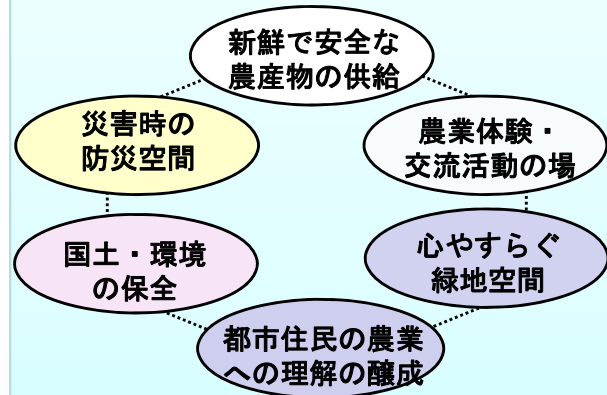 新鮮で安全な
農産物の供給
災害時の
防災空間
農業体験・
交流活動の場
国土・環境
の保全
心やすらぐ
緑地空間
都市住民の農業
への理解の醸成